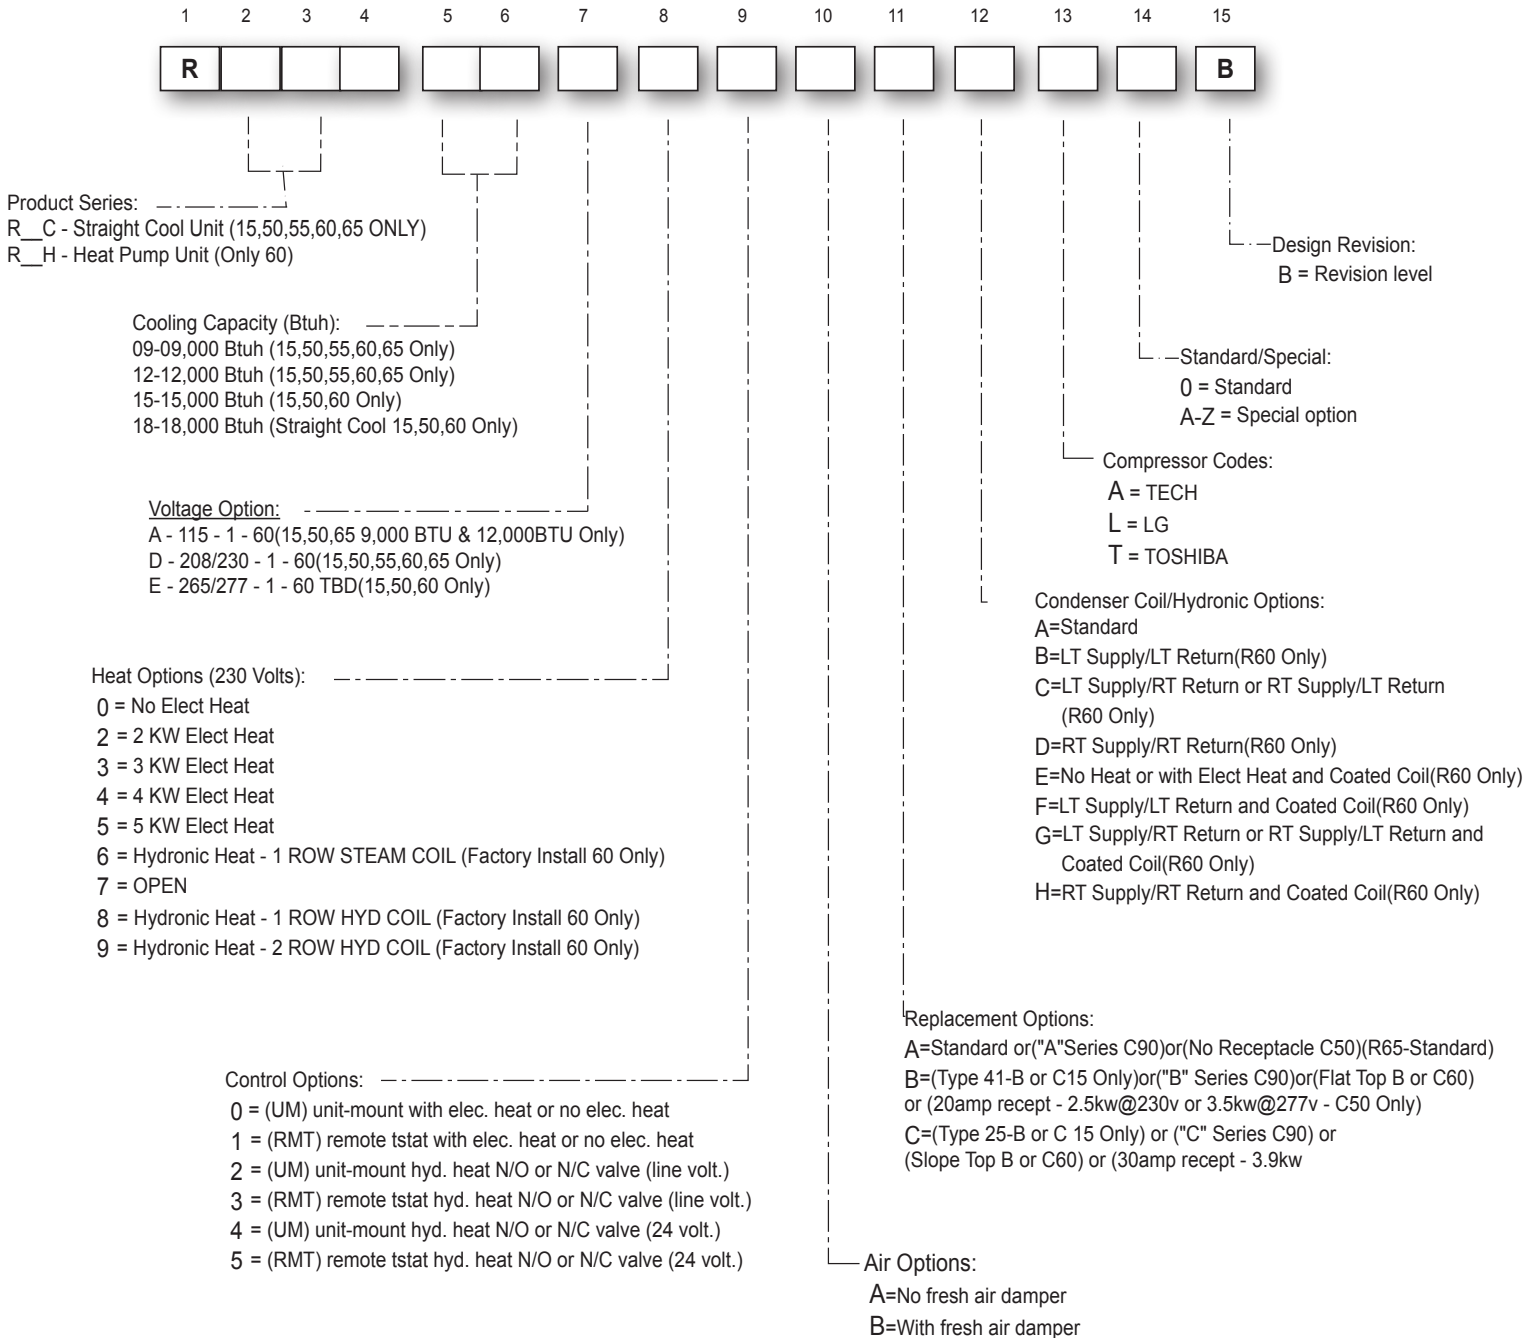 1 2 3 4 5 6 7 8 9 10 11 12 13 14 15
R B
Product Series:
R__C - Straight Cool Unit (15,50,55,60,65 ONLY)
R__H - Heat Pump Unit (Only 60)
Design Revision:
B = Revision level
Cooling Capacity (Btuh):
09-09,000 Btuh (15,50,55,60,65 Only)
12-12,000 Btuh (15,50,55,60,65 Only)
15-15,000 Btuh (15,50,60 Only)
18-18,000 Btuh (Straight Cool 15,50,60 Only)
Standard/Special:
0 = Standard
A-Z = Special option
Compressor Codes:
A = TECH
L = LG
T = TOSHIBA
Voltage Option:
A - 115 - 1 - 60(15,50,65 9,000 BTU & 12,000BTU Only)
D - 208/230 - 1 - 60(15,50,55,60,65 Only)
E - 265/277 - 1 - 60 TBD(15,50,60 Only)
Condenser Coil/Hydronic Options:
A=Standard
B=LT Supply/LT Return(R60 Only)
C=LT Supply/RT Return or RT Supply/LT Return
(R60 Only)
D=RT Supply/RT Return(R60 Only)
E=No Heat or with Elect Heat and Coated Coil(R60 Only)
F=LT Supply/LT Return and Coated Coil(R60 Only)
G=LT Supply/RT Return or RT Supply/LT Return and
Coated Coil(R60 Only)
H=RT Supply/RT Return and Coated Coil(R60 Only)
Heat Options (230 Volts):
0 = No Elect Heat
2 = 2 KW Elect Heat
3 = 3 KW Elect Heat
4 = 4 KW Elect Heat
5 = 5 KW Elect Heat
6 = Hydronic Heat - 1 ROW STEAM COIL (Factory Install 60 Only)
7 = OPEN
8 = Hydronic Heat - 1 ROW HYD COIL (Factory Install 60 Only)
9 = Hydronic Heat - 2 ROW HYD COIL (Factory Install 60 Only)
Replacement Options:
A=Standard or("A"Series C90)or(No Receptacle C50)(R65-Standard)
B=(Type 41-B or C15 Only)or("B" Series C90)or(Flat Top B or C60)
or (20amp recept - 2.5kw@230v or 3.5kw@277v - C50 Only)
C=(Type 25-B or C 15 Only) or ("C" Series C90) or
(Slope Top B or C60) or (30amp recept - 3.9kw
Control Options:
0 = (UM) unit-mount with elec. heat or no elec. heat
1 = (RMT) remote tstat with elec. heat or no elec. heat
2 = (UM) unit-mount hyd. heat N/O or N/C valve (line volt.)
3 = (RMT) remote tstat hyd. heat N/O or N/C valve (line volt.)
4 = (UM) unit-mount hyd. heat N/O or N/C valve (24 volt.)
5 = (RMT) remote tstat hyd. heat N/O or N/C valve (24 volt.)
Air Options:
A=No fresh air damper
B=With fresh air damper